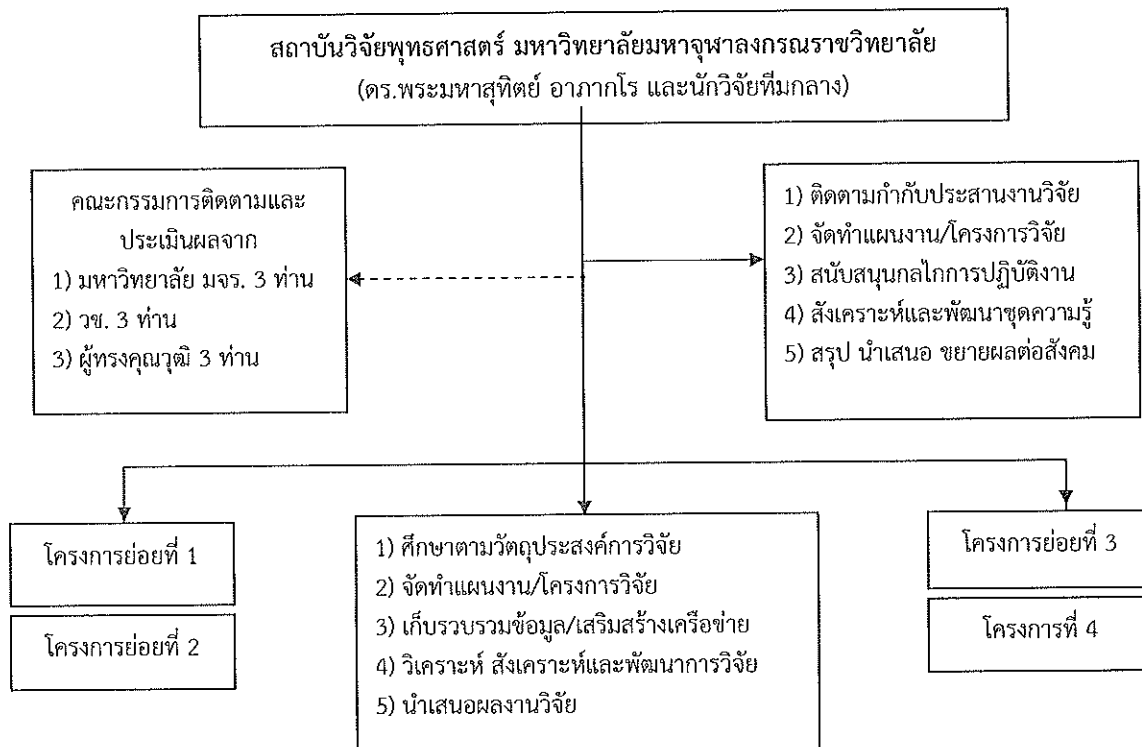 สถาบันวิจัยพุทธศาสตร์ มหาวิทยาลัยมหาจุฬาลงกรณราชวิทยาลัย
(ดร.พระมหาสุทิตย์ อาภากโร และนักวิจัยทีมกลาง)
คณะกรรมการติดตามและ
ประเมินผลจาก
1) มหาวิทยาลัย มจร. 3 ท่าน
2) วช. 3 ท่าน
3) ผู้ทรงคุณวุฒิ 3 ท่าน
1) ติดตามกำกับประสานงานวิจัย
2) จัดทำแผนงาน/โครงการวิจัย
3) สนับสนุนกลไกการปฏิบัติงาน
4) สังเคราะห์และพัฒนาชุดความรู้
5) สรุป นำเสนอ ขยายผลต่อสังคม
โครงการย่อยที่ 1
โครงการย่อยที่ 2
1) ศึกษาตามวัตถุประสงค์การวิจัย
2) จัดทำแผนงาน/โครงการวิจัย
3) เก็บรวบรวมข้อมูล/เสริมสร้างเครือข่าย
4) วิเคราะห์ สังเคราะห์และพัฒนาการวิจัย
5) นำเสนอผลงานวิจัย
โครงการย่อยที่ 3
โครงการที่ 4